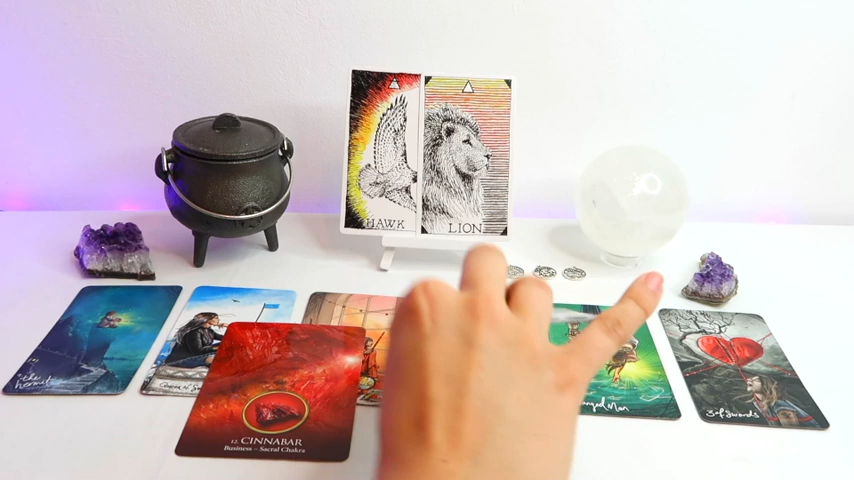 HAWK
LION
the
hermit
3 of Swords
12. CINNABAR
Business – Sacral Chakra